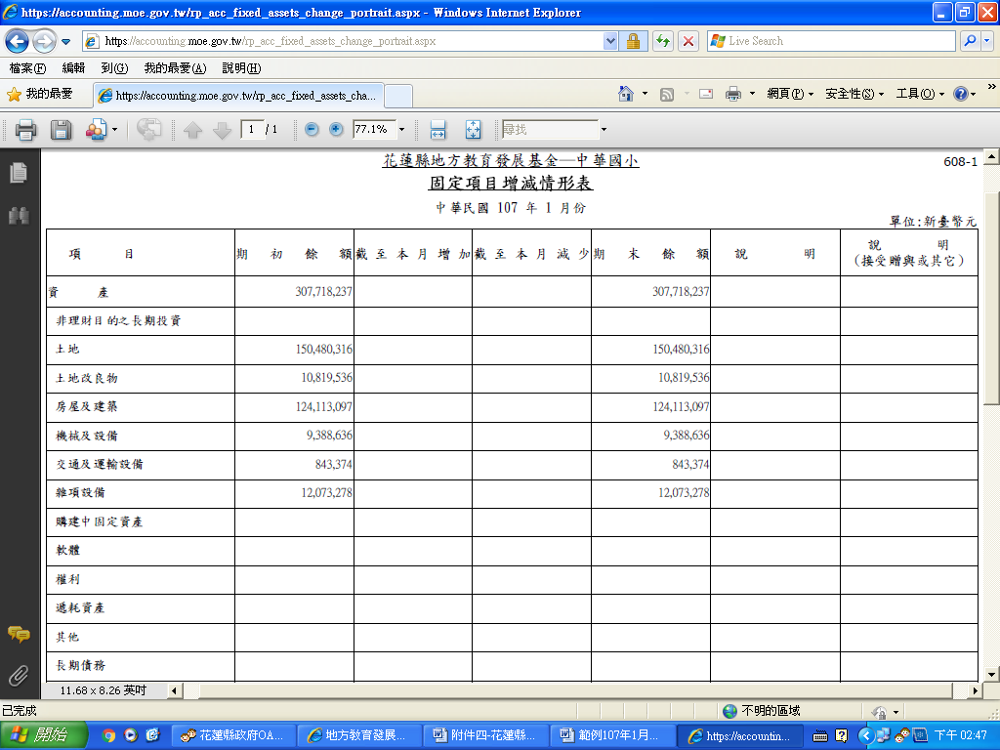 https://accounting.moe.gov.tw/rp_acc_fixed_assets_change_portrait.aspx - Windows Internet Explorer
https://accounting.moe.gov.tw/rp_acc_fixed_assets_change_portrait.aspx
Live Search
檔案(F) 編輯 到(G) 我的最愛(A) 說明(H)
我的最愛 https://accounting.moe.gov.tw/rp_acc_fixed_assets_cha... 網頁(P) 安全性(S) 工具(O) »
1 / 1 77.1% 尋找
花蓮縣地方教育發展基金—中華國小 608-1
固定項目增減情形表
中華民國 107 年 1 月份
單位:新臺幣元
項 目 期初餘額 截至本月增加 截至本月減少 期末餘額 說 明 說 明
(接受贈與或其它)
資 產 307,718,237 307,718,237
非理財目的之長期投資
土地 150,480,316 150,480,316
土地改良物 10,819,536 10,819,536
房屋及建築 124,113,097 124,113,097
機械及設備 9,388,636 9,388,636
交通及運輸設備 843,374 843,374
雜項設備 12,073,278 12,073,278
購建中固定資產
軟體
權利
遞耗資產
其他
長期債務
11.68 x 8.26 英吋
已完成 不明的區域
開始 花蓮縣政府OA... 地方教育發展... 附件四-花蓮縣... 範例107年1月... https://accountin... 下午 02:47